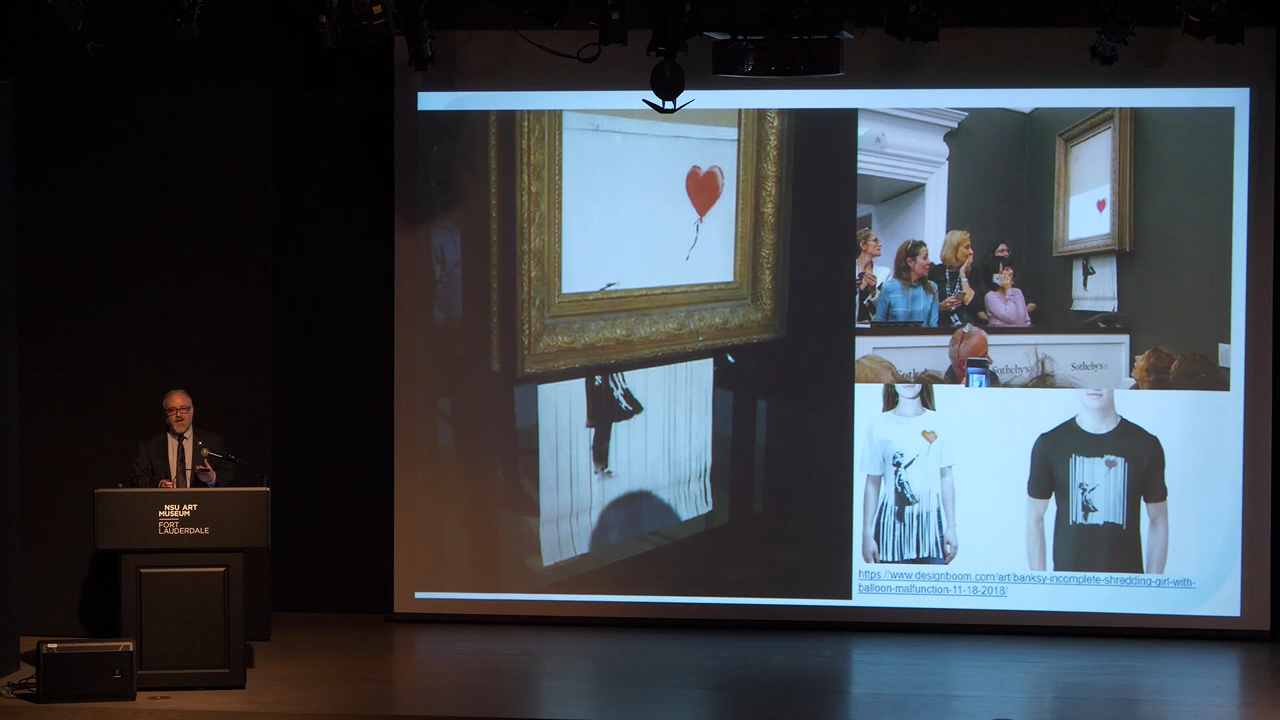 NSU ART
MUSEUM
FORT
LAUDERDALE
Sotheby's
Sotheby's
Sotheby's
https://www.designboom.com/art/banksy-incomplete-shredding-girl-with-
balloon-malfunction-11-18-2018/